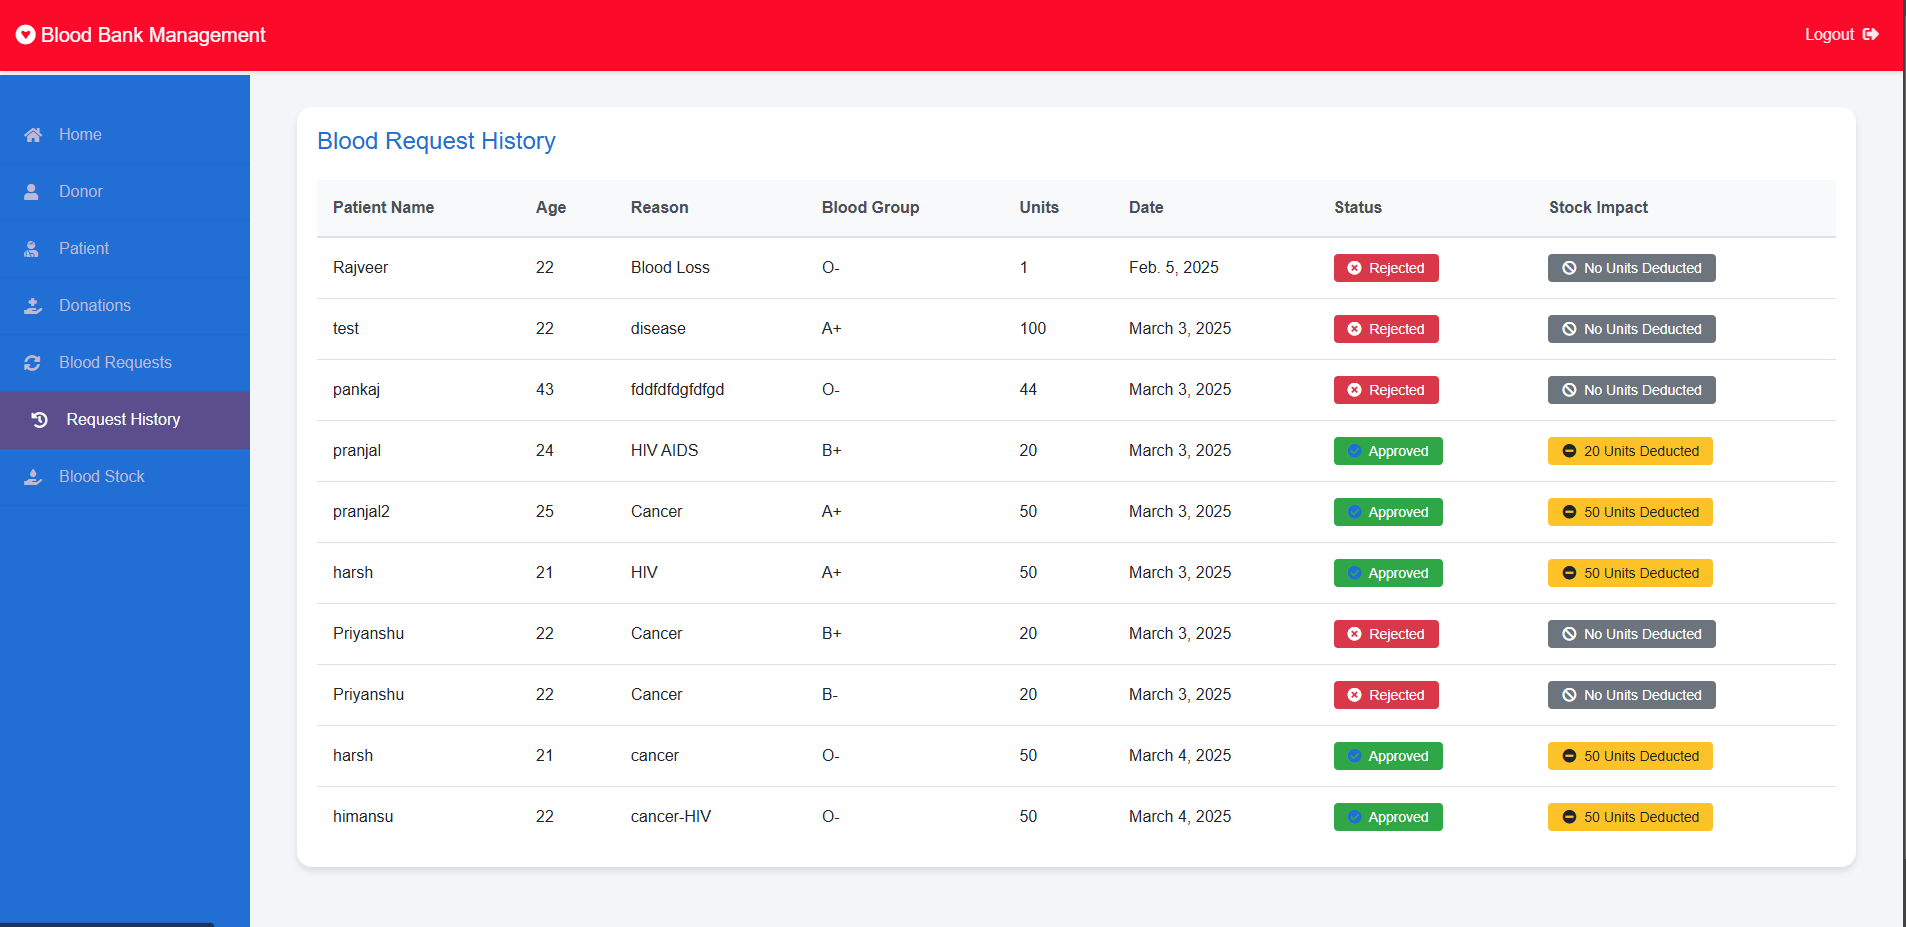 Blood Bank Management
Logout
Home
Donor
Patient
Donations
Blood Requests
Request History
Blood Stock
Blood Request History
Patient Name Age Reason Blood Group Units Date Status Stock Impact
Rajveer 22 Blood Loss O- 1 Feb. 5, 2025 Rejected No Units Deducted
test 22 disease A+ 100 March 3, 2025 Rejected No Units Deducted
pankaj 43 fddfdfdgfdfgd O- 44 March 3, 2025 Rejected No Units Deducted
pranjal 24 HIV AIDS B+ 20 March 3, 2025 Approved 20 Units Deducted
pranjal2 25 Cancer A+ 50 March 3, 2025 Approved 50 Units Deducted
harsh 21 HIV A+ 50 March 3, 2025 Approved 50 Units Deducted
Priyanshu 22 Cancer B+ 20 March 3, 2025 Rejected No Units Deducted
Priyanshu 22 Cancer B- 20 March 3, 2025 Rejected No Units Deducted
harsh 21 cancer O- 50 March 4, 2025 Approved 50 Units Deducted
himansu 22 cancer-HIV O- 50 March 4, 2025 Approved 50 Units Deducted